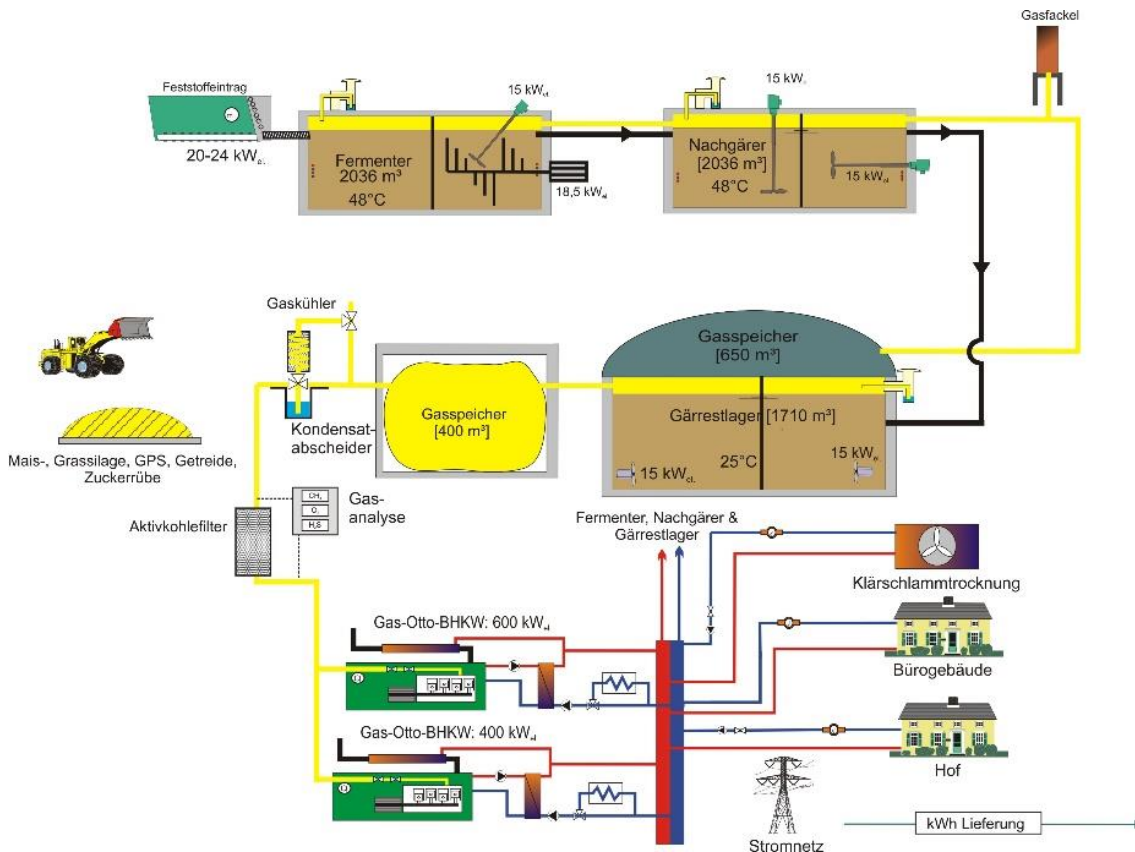 Gasfackel
Feststoffeintrag
20-24 kWel.
15 kWel.
Fermenter
2036 m³
48°C
18,5 kWel
15 kWel.
Nachgärer
[2036 m³]
48°C
15 kWel.
Gaskühler
Kondensat-
abscheider
Gasspeicher
[400 m³]
Gasspeicher
[650 m³]
Gärrestlager [1710 m³]
25°C
15 kWel.
15 kWel
Mais-, Grassilage, GPS, Getreide,
Zuckerrübe
Aktivkohlefilter
CH₄
O₂
H₂S
Gas-
analyse
Fermenter, Nachgärer &
Gärrestlager
Klärschlammtrocknung
Gas-Otto-BHKW: 600 kWel
Bürogebäude
Gas-Otto-BHKW: 400 kWel
Hof
Stromnetz
kWh Lieferung